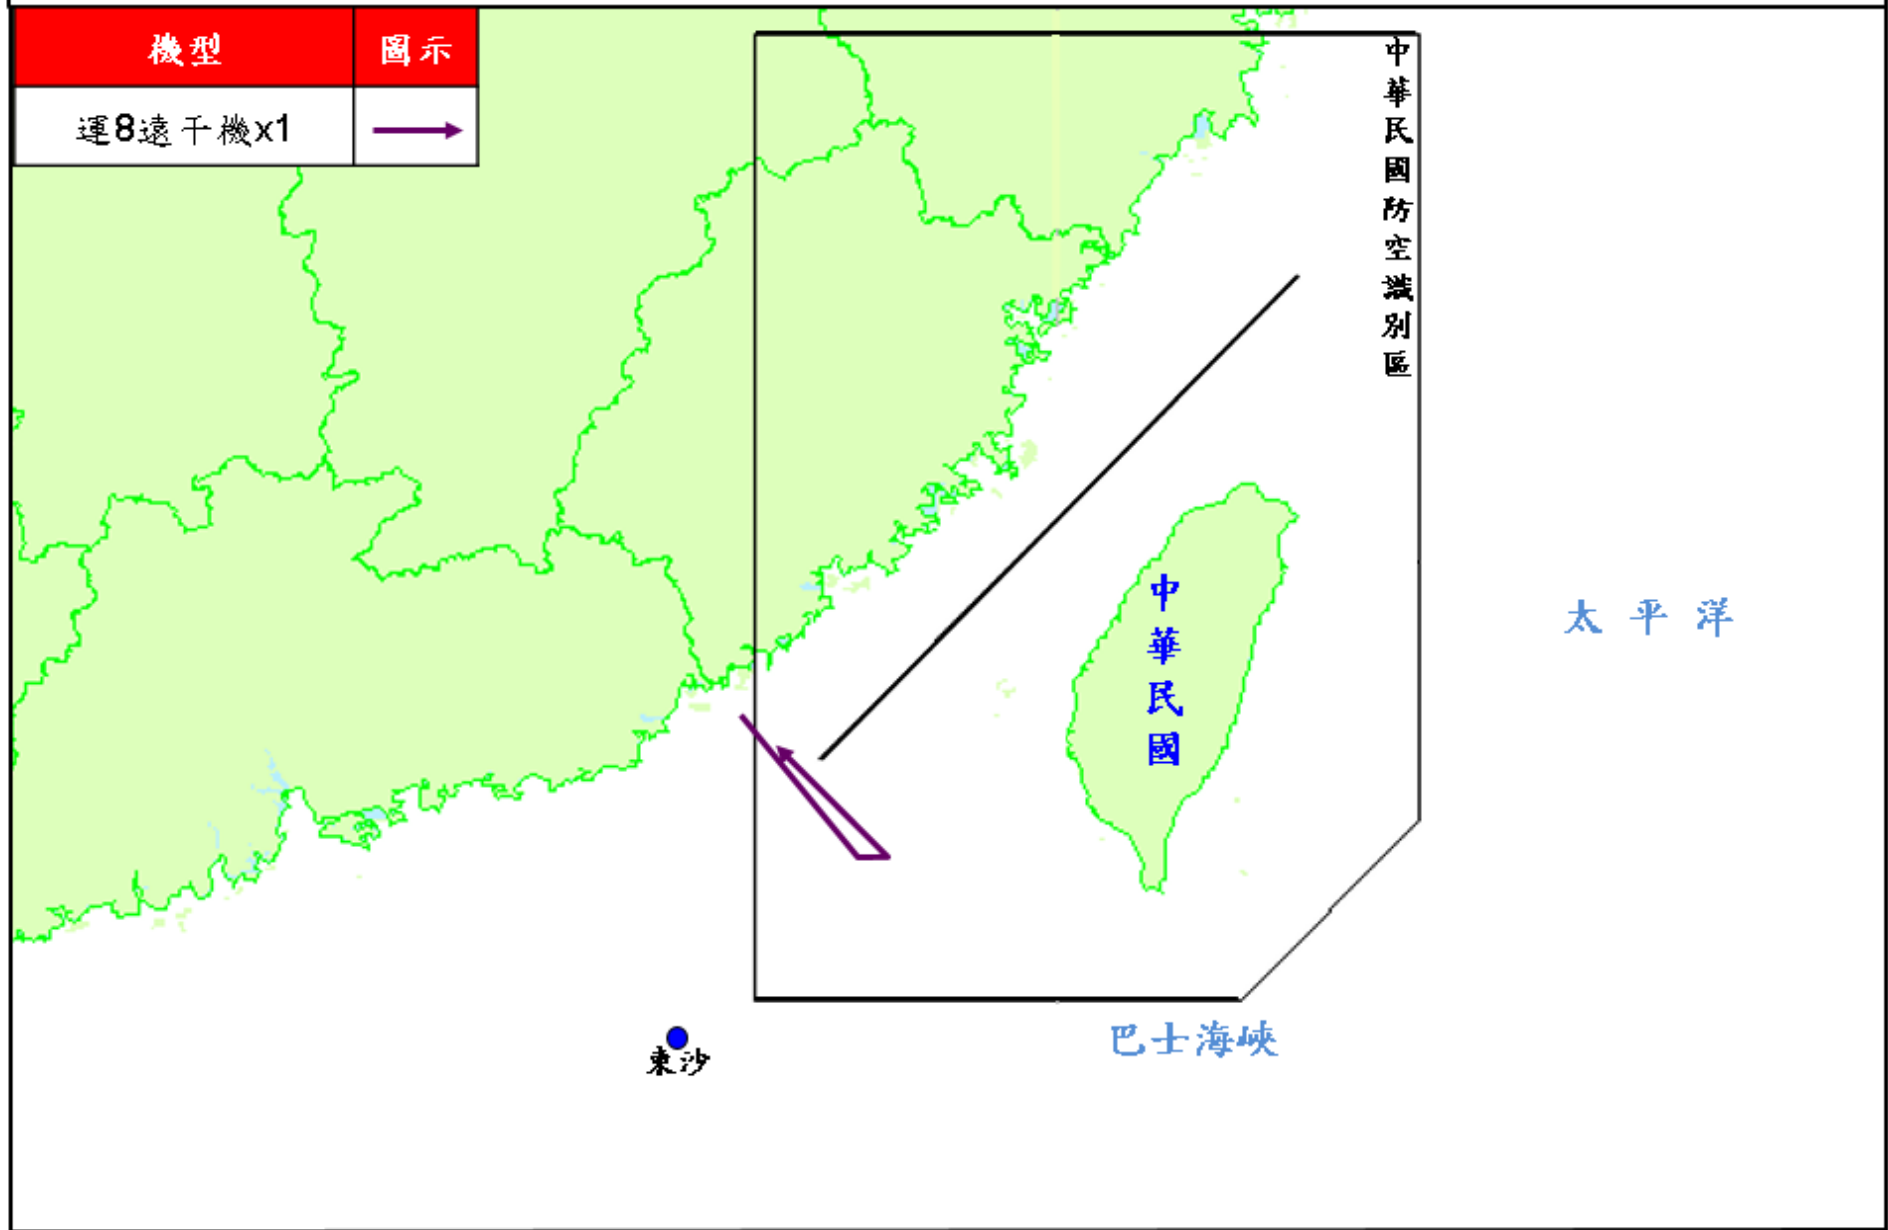 機型 圖示
運8遠干機x1
中華民國防空識別區
中華民國
太平洋
巴士海峽
東沙